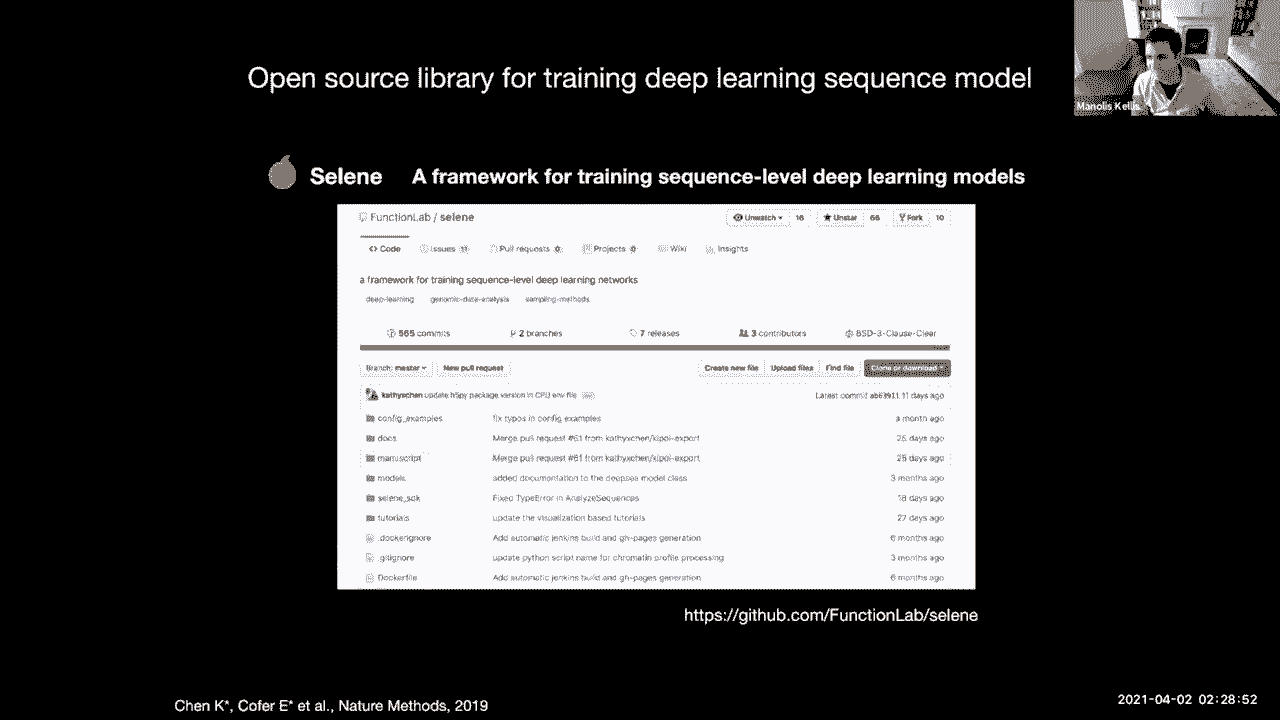 Open source library for training deep learning sequence model
Manolis Kellis
Selene A framework for training sequence-level deep learning models
FunctionLab / selene
Unwatch 16 Unstar 66 Fork 10
Code Issues 11 Pull requests 0 Projects 0 Wiki Insights
a framework for training sequence-level deep learning networks
deep-learning genomic-data-analysis sampling-methods
565 commits 2 branches 7 releases 3 contributors BSD-3-Clause-Clear
Branch: master New pull request Create new file Upload files Find file Clone or download
kathyxchen update h5py package version in CPU env file Latest commit 11 days ago
config_examples fix typos in config examples a month ago
docs Merge pull request #61 from kathyxchen/kipoi-export 25 days ago
manuscript Merge pull request #61 from kathyxchen/kipoi-export 25 days ago
models added documentation to the deepsea model class 3 months ago
selene_sdk Fixed TypeError in AnalyzeSequences 18 days ago
tutorials update the visualization based tutorials 27 days ago
.dockerignore Add automatic jenkins build and gh-pages generation 6 months ago
.gitignore update python script name for chromatin profile processing 3 months ago
Dockerfile Add automatic jenkins build and gh-pages generation 6 months ago
https://github.com/FunctionLab/selene
Chen K*, Cofer E* et al., Nature Methods, 2019
2021-04-02 02:28:52